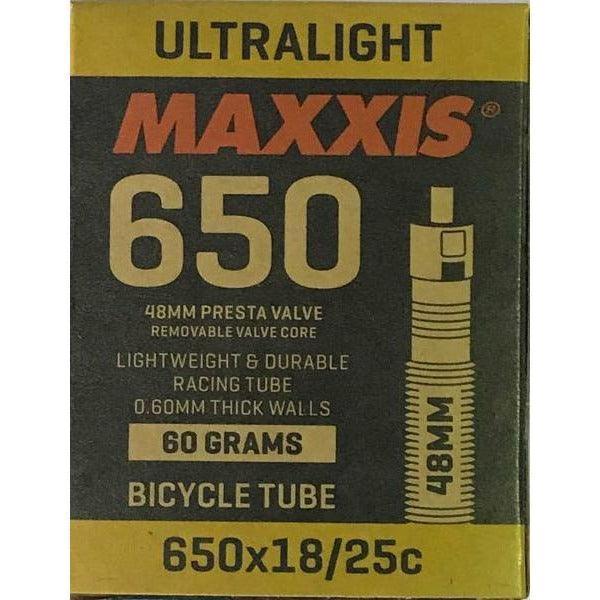 ULTRALIGHT
MAXXIS®
650
48MM PRESTA VALVE
REMOVABLE VALVE CORE
LIGHTWEIGHT & DURABLE
RACING TUBE
0.60MM THICK WALLS
60 GRAMS
48MM
BICYCLE TUBE
650x18/25c